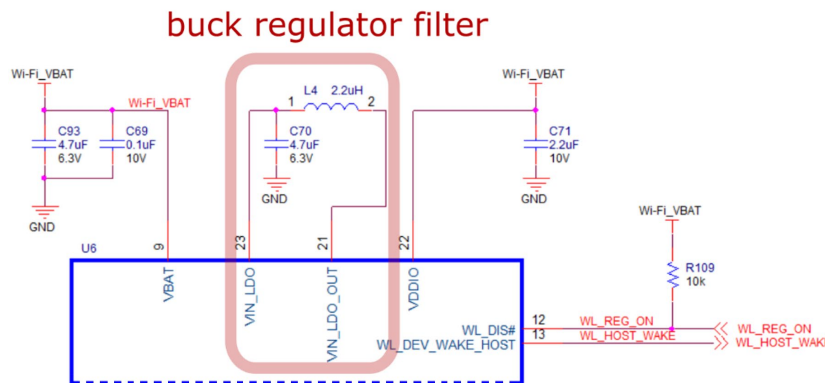 buck regulator filter
Wi-Fi_VBAT
Wi-Fi_VBAT
C93
4.7uF
6.3V
C69
0.1uF
10V
GND
L4 2.2uH
1 2
C70
4.7uF
6.3V
GND
Wi-Fi_VBAT
C71
2.2uF
10V
GND
Wi-Fi_VBAT
R109
10k
U6
9
23
21
22
VBAT
VIN_LDO
VIN_LDO_OUT
VDDIO
WL_DIS# 12 WL_REG_ON WL_REG_ON
WL_DEV_WAKE_HOST 13 WL_HOST_WAKE WL_HOST_WAK